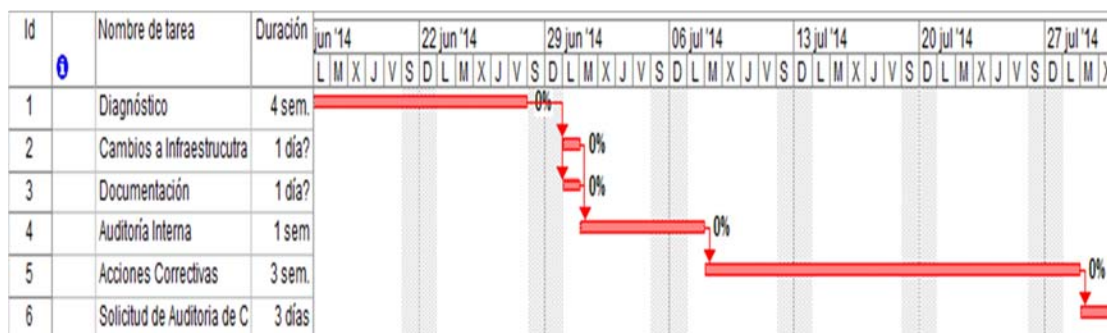 Id Nombre de tarea Duración jun '14 22 jun '14 29 jun '14 06 jul '14 13 jul '14 20 jul '14 27 jul '14
L M X J V S D L M X J V S D L M X J V S D L M X J V S D L M X J V S D L M X J V S D L M X
1 Diagnóstico 4 sem. 0%
2 Cambios a Infraestrucutra 1 día? 0%
3 Documentación 1 día? 0%
4 Auditoría Interna 1 sem 0%
5 Acciones Correctivas 3 sem. 0%
6 Solicitud de Auditoria de C 3 días